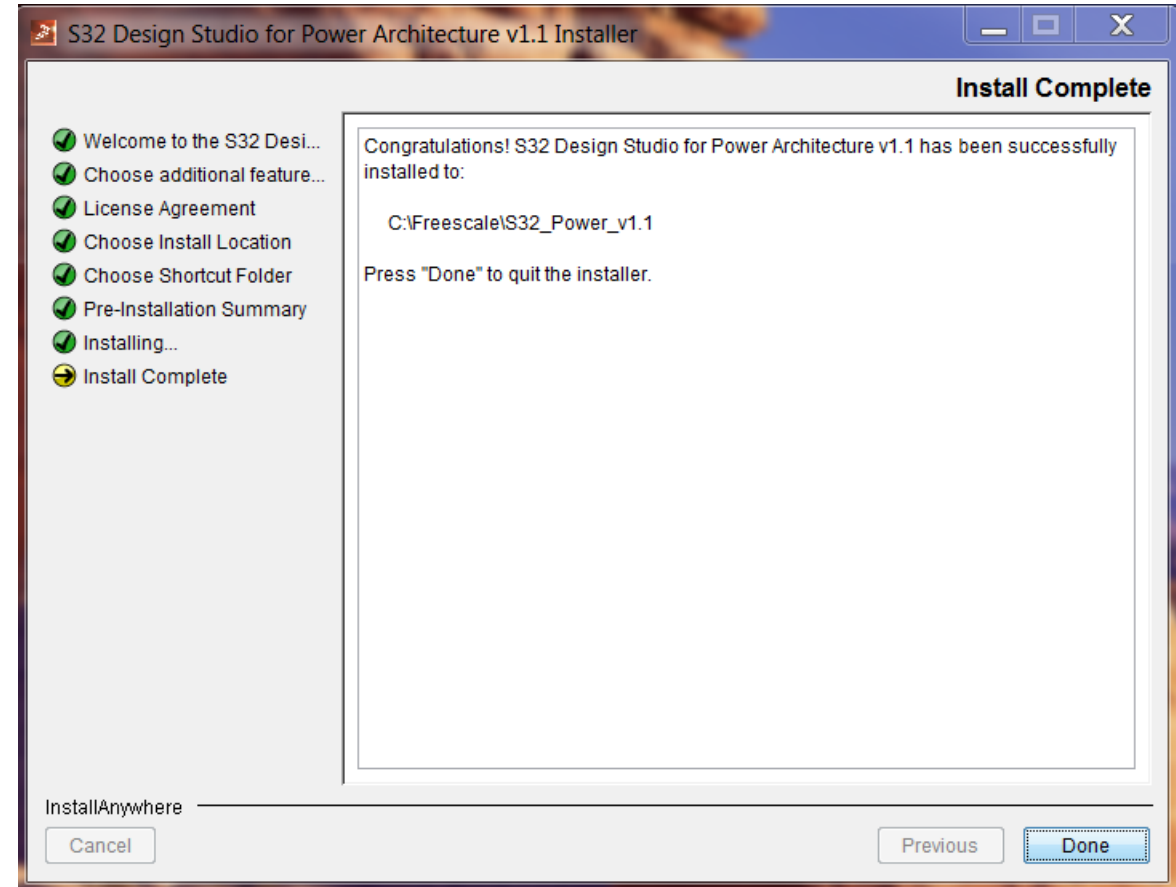 S32 Design Studio for Power Architecture v1.1 Installer
Install Complete
Welcome to the S32 Desi...
Choose additional feature...
License Agreement
Choose Install Location
Choose Shortcut Folder
Pre-Installation Summary
Installing...
Install Complete
Congratulations! S32 Design Studio for Power Architecture v1.1 has been successfully
installed to:
C:\Freescale\S32_Power_v1.1
Press "Done" to quit the installer.
InstallAnywhere
Cancel
Previous
Done